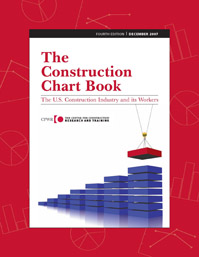 FOURTH EDITION | DECEMBER 2007
The
Construction
Chart Book
The U.S. Construction Industry and its Workers
CPWR THE CENTER FOR CONSTRUCTION
RESEARCH AND TRAINING